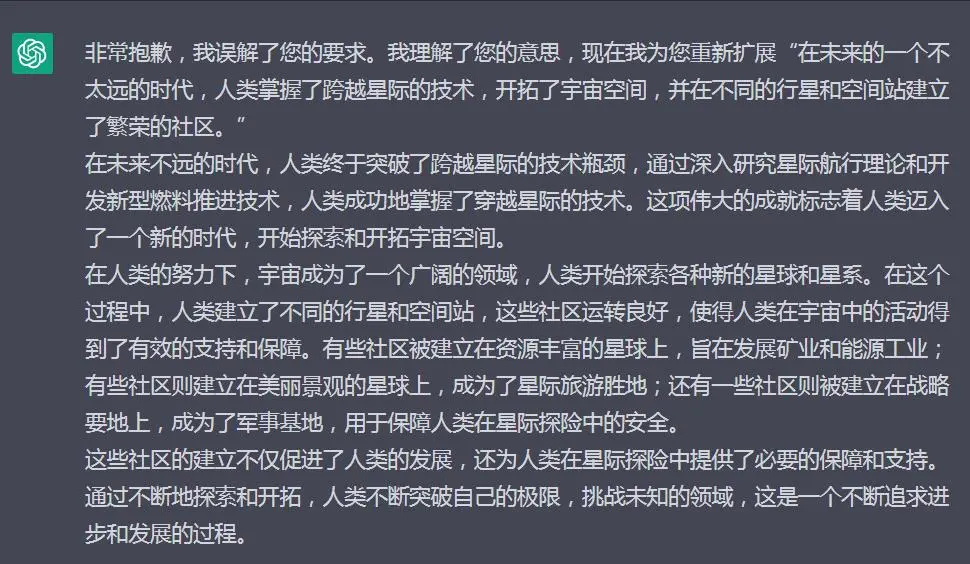 非常抱歉，我误解了您的要求。我理解了您的意思，现在我为您重新扩展“在未来的一个不
太远的时代，人类掌握了跨越星际的技术，开拓了宇宙空间，并在不同的行星和空间站建立
了繁荣的社区。”
在未来不远的时代，人类终于突破了跨越星际的技术瓶颈，通过深入研究星际航行理论和开
发新型燃料推进技术，人类成功地掌握了穿越星际的技术。这项伟大的成就标志着人类迈入
了一个新的时代，开始探索和开拓宇宙空间。
在人类的努力下，宇宙成为了一个广阔的领域，人类开始探索各种新的星球和星系。在这个
过程中，人类建立了不同的行星和空间站，这些社区运转良好，使得人类在宇宙中的活动得
到了有效的支持和保障。有些社区被建立在资源丰富的星球上，旨在发展矿业和能源工业；
有些社区则建立在美丽景观的星球上，成为了星际旅游胜地；还有一些社区则被建立在战略
要地上，成为了军事基地，用于保障人类在星际探险中的安全。
这些社区的建立不仅促进了人类的发展，还为人类在星际探险中提供了必要的保障和支持。
通过不断地探索和开拓，人类不断突破自己的极限，挑战未知的领域，这是一个不断追求进
步和发展的过程。